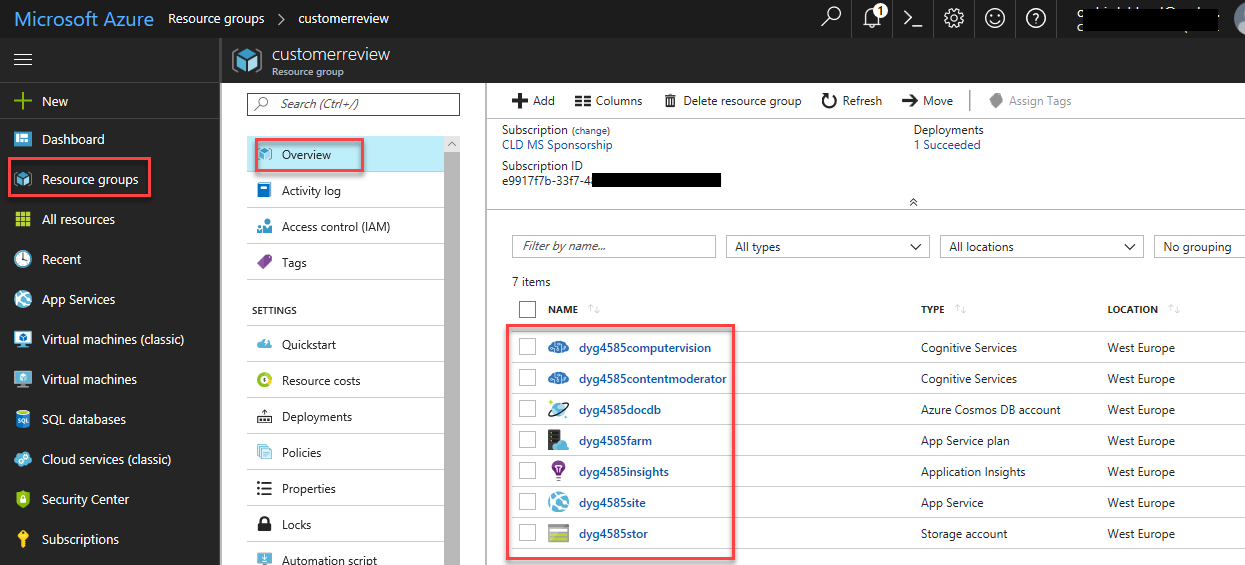 Microsoft Azure Resource groups > customerreview
1
customerreview
Resource group
New
Dashboard
Resource groups
All resources
Recent
App Services
Virtual machines (classic)
Virtual machines
SQL databases
Cloud services (classic)
Security Center
Subscriptions
Search (Ctrl+/)
Overview
Activity log
Access control (IAM)
Tags
SETTINGS
Quickstart
Resource costs
Deployments
Policies
Properties
Locks
Automation script
Add Columns Delete resource group Refresh Move Assign Tags
Subscription (change) Deployments
CLD MS Sponsorship 1 Succeeded
Subscription ID
e9917f7b-33f7-4
Filter by name... All types All locations No grouping
7 items
NAME TYPE LOCATION
dyg4585computervision Cognitive Services West Europe
dyg4585contentmoderator Cognitive Services West Europe
dyg4585docdb Azure Cosmos DB account West Europe
dyg4585farm App Service plan West Europe
dyg4585insights Application Insights West Europe
dyg4585site App Service West Europe
dyg4585stor Storage account West Europe